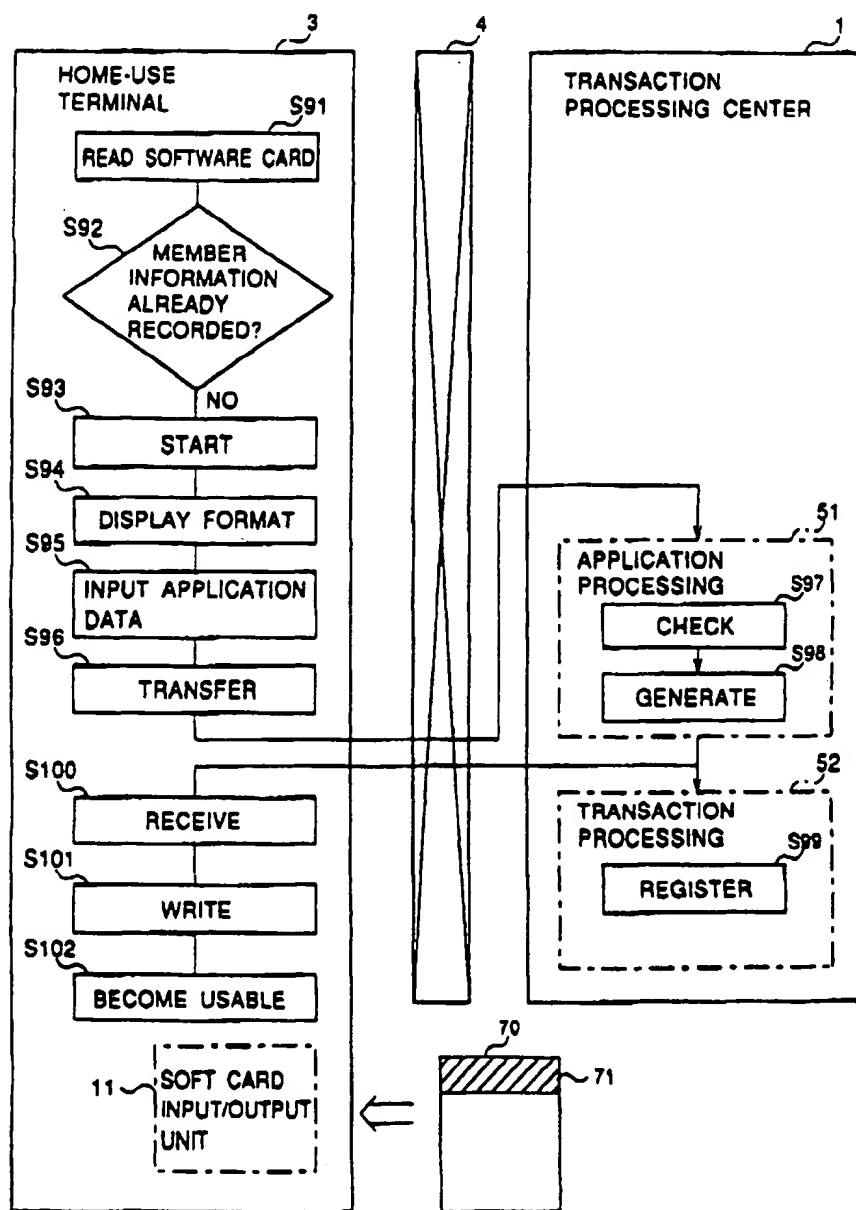 3
4
1
HOME-USE
TERMINAL
TRANSACTION
PROCESSING CENTER
S91
READ SOFTWARE CARD
S92
MEMBER
INFORMATION
ALREADY
RECORDED?
NO
S93
START
S94
DISPLAY FORMAT
S95
INPUT APPLICATION
DATA
S96
TRANSFER
51
APPLICATION
PROCESSING
S97
CHECK
S98
GENERATE
S100
RECEIVE
S101
WRITE
S102
BECOME USABLE
52
TRANSACTION
PROCESSING
S99
REGISTER
11
SOFT CARD
INPUT/OUTPUT
UNIT
70
71